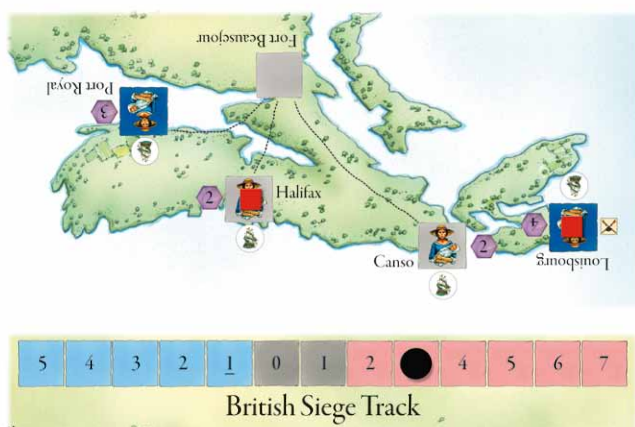 Fort Beausejour
Port Royal
3
2
Halifax
Canso
2
4
Louisbourg
5 4 3 2 1 0 1 2 4 5 6 7
British Siege Track